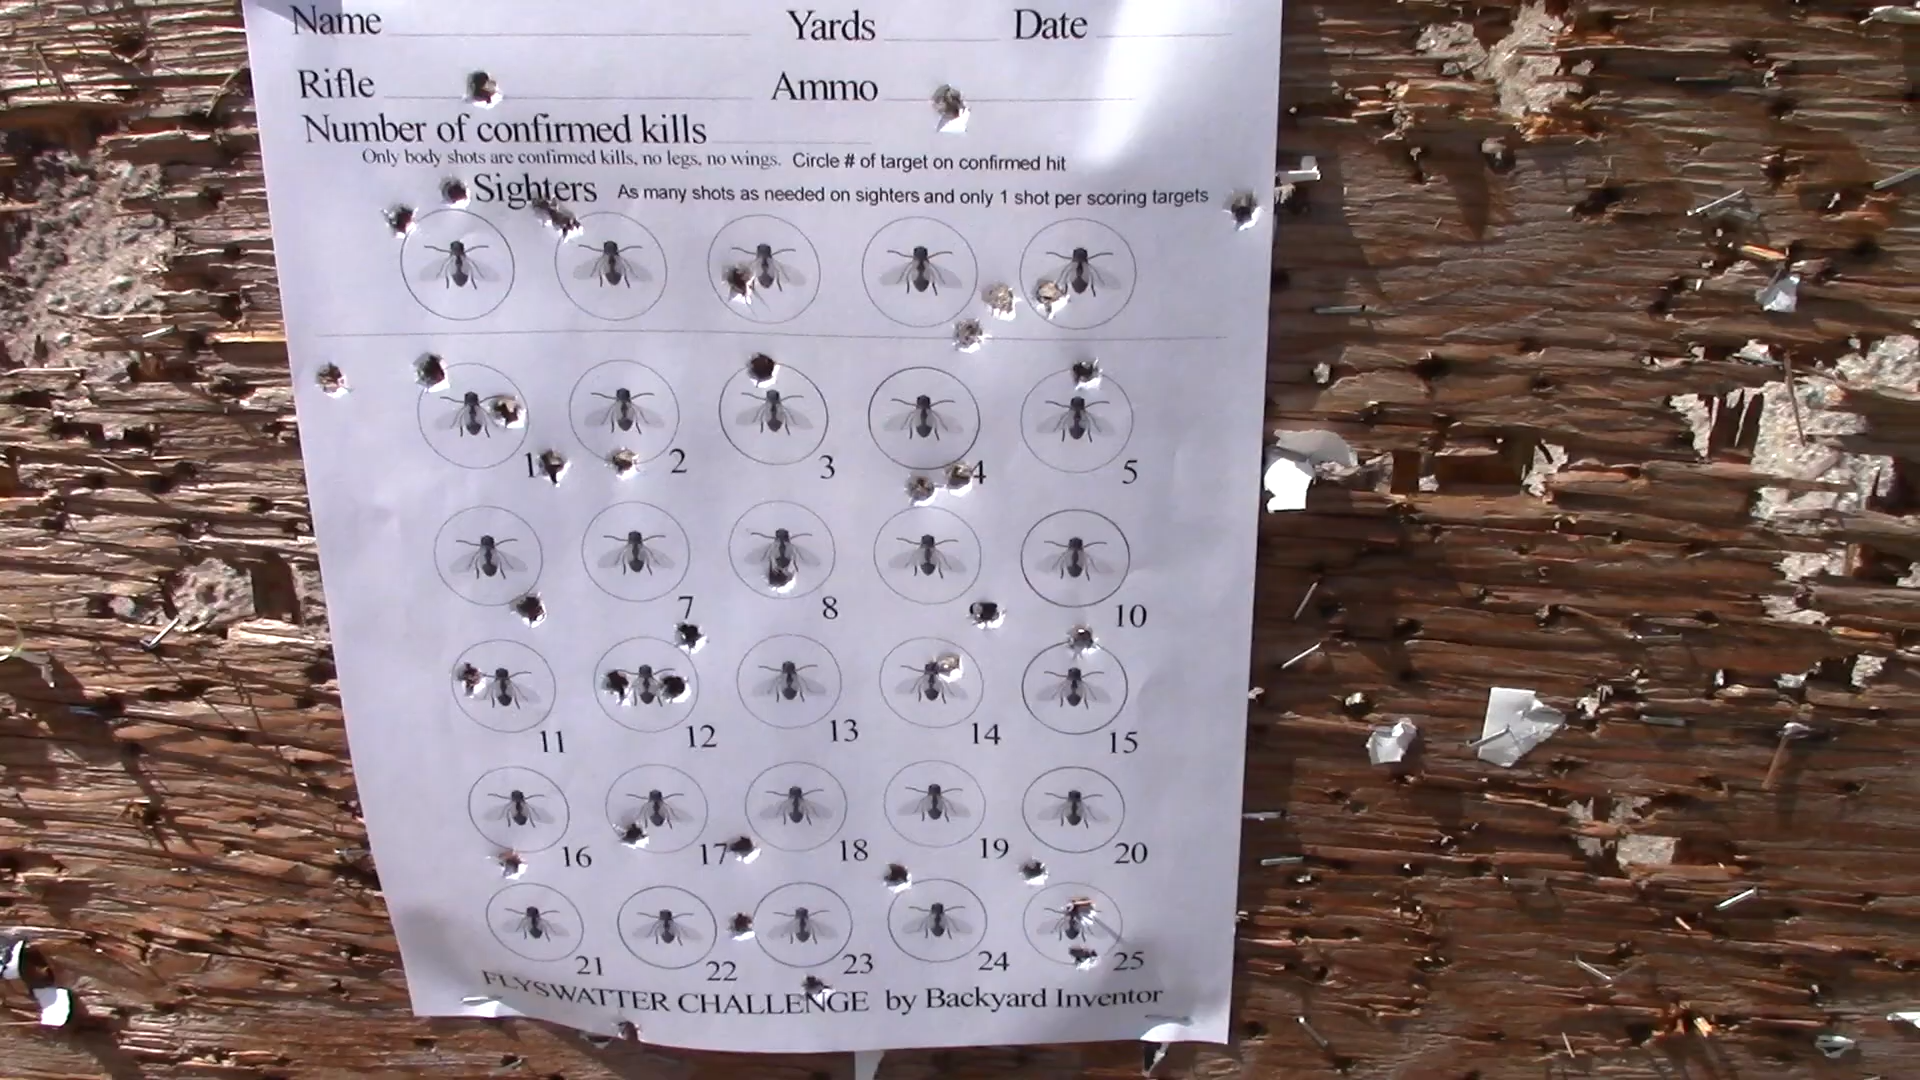 Name Yards Date
Rifle Ammo
Number of confirmed kills
Only body shots are confirmed kills, no legs, no wings. Circle # of target on confirmed hit
Sighters As many shots as needed on sighters and only 1 shot per scoring targets
1 2 3 4 5
7 8 9 10
11 12 13 14 15
16 17 18 19 20
21 22 23 24 25
FLYSWATTER CHALLENGE by Backyard Inventor